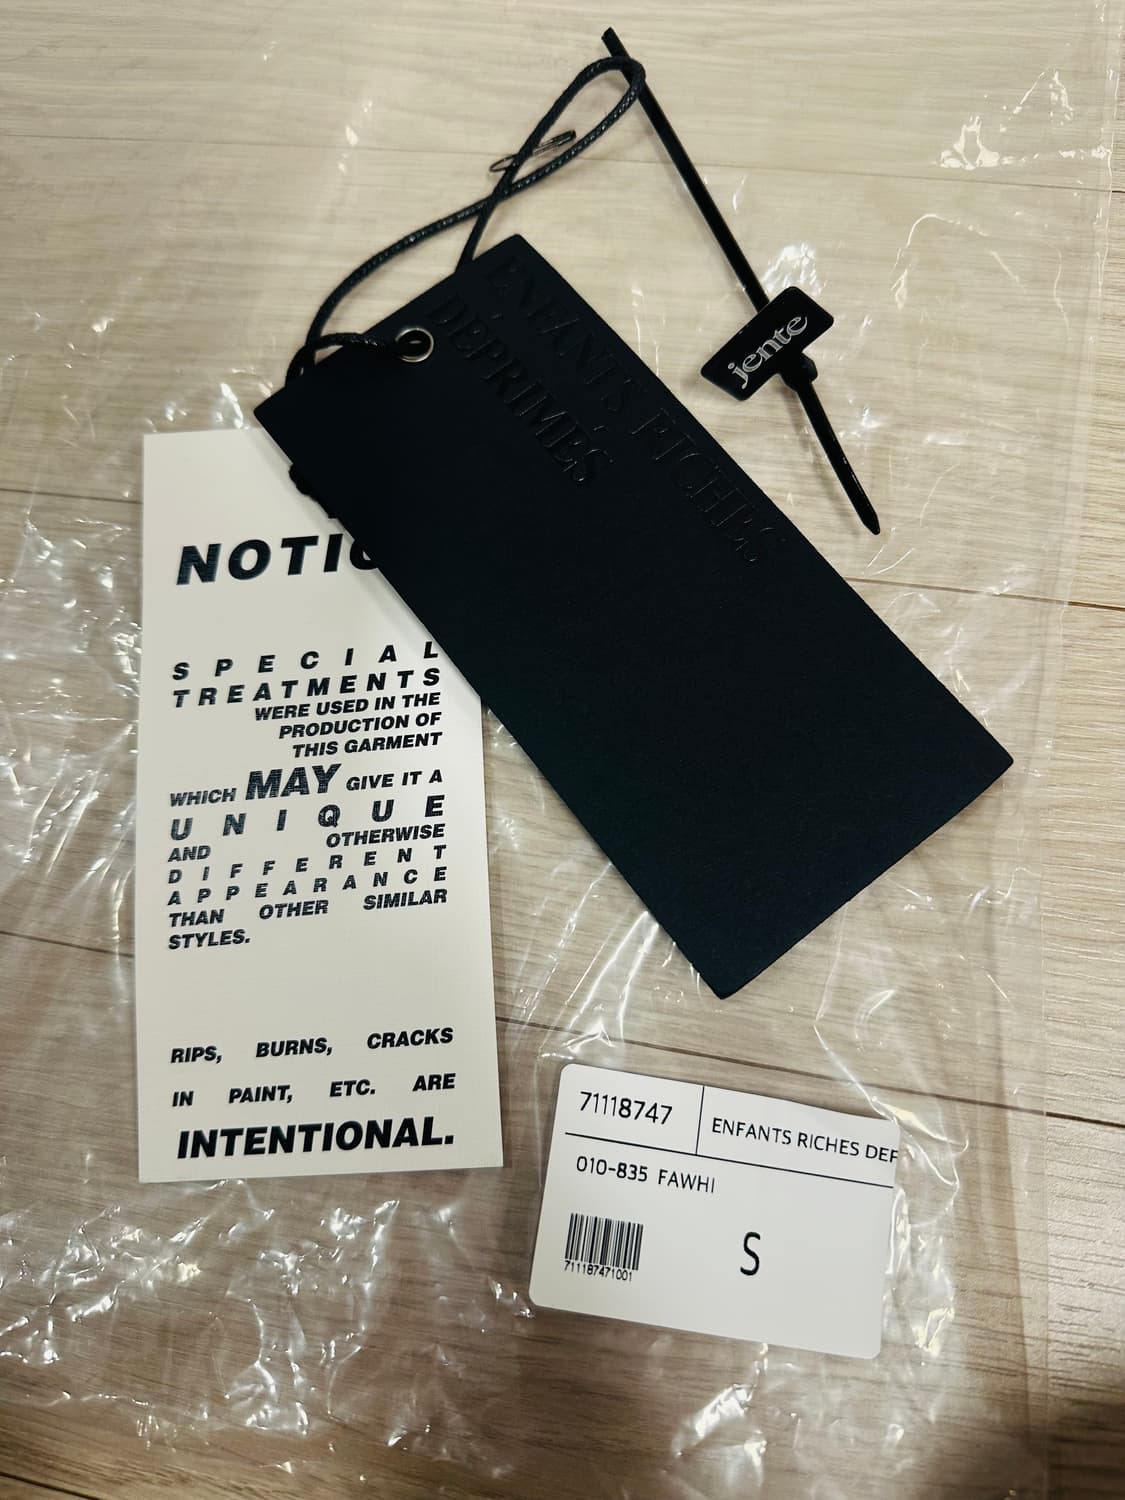 ENFANTS RICHES
DEPRIMES
jente
SPECIAL
TREATMENTS
WERE USED IN THE
PRODUCTION OF
THIS GARMENT
WHICH MAY GIVE IT A
UNIQUE
AND OTHERWISE
DIFFERENT
APPEARANCE
THAN OTHER SIMILAR
STYLES.
RIPS, BURNS, CRACKS
IN PAINT, ETC. ARE
INTENTIONAL.
71118747
ENFANTS RICHES DEP
010-835 FAWHI
711187471001
S